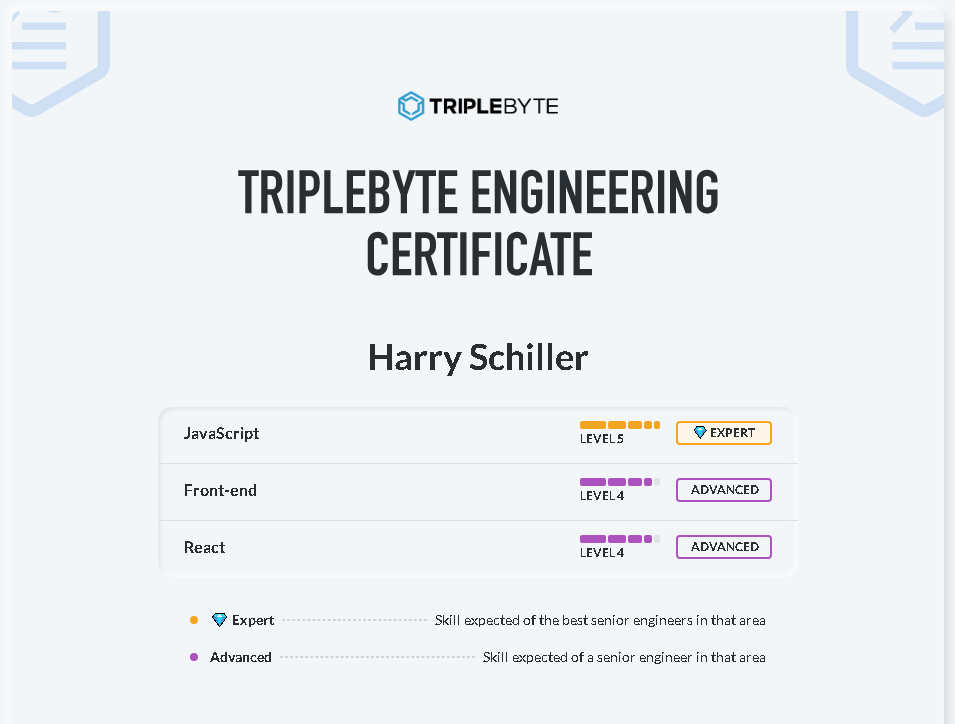 TRIPLEBYTE
TRIPLEBYTE ENGINEERING
CERTIFICATE
Harry Schiller
JavaScript LEVEL 5 EXPERT
Front-end LEVEL 4 ADVANCED
React LEVEL 4 ADVANCED
Expert Skill expected of the best senior engineers in that area
Advanced Skill expected of a senior engineer in that area